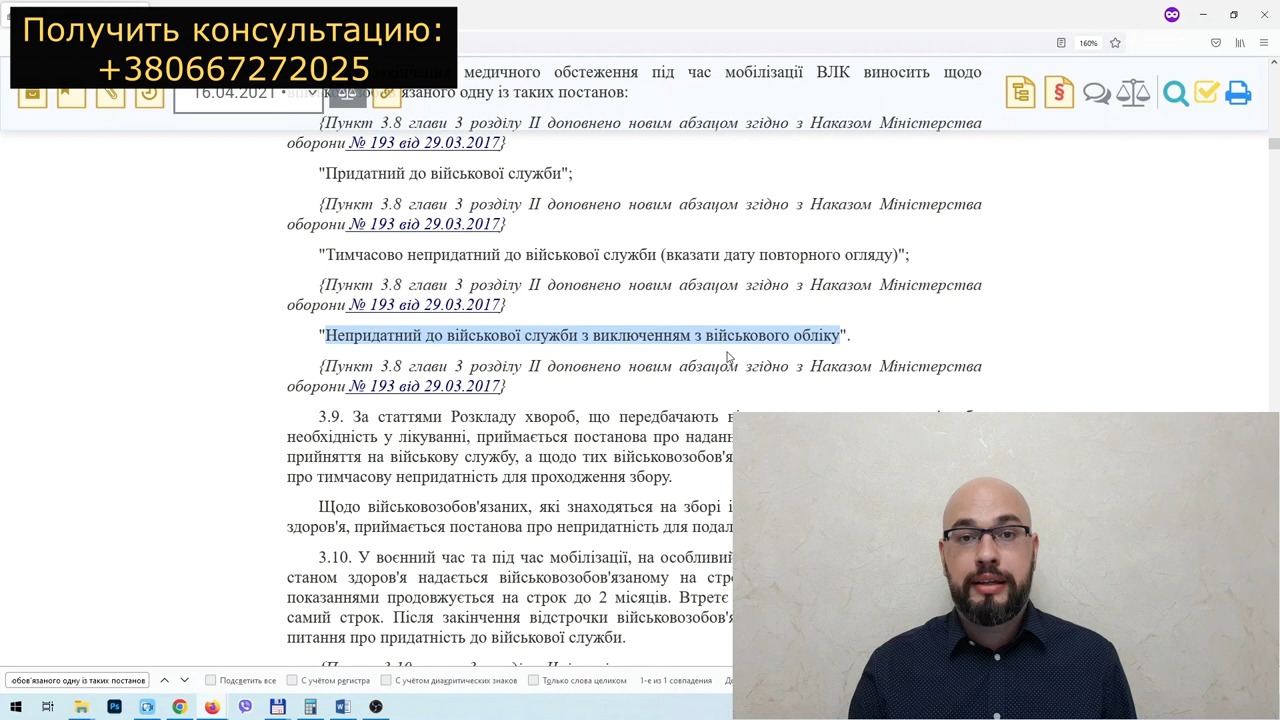 Получить консультацию:
+380667272025
160%
медичного обстеження під час мобілізації ВЛК виносить щодо
язаного одну із таких постанов:
16.04.2021
{Пункт 3.8 глави 3 розділу II доповнено новим абзацом згідно з Наказом Міністерства
оборони № 193 від 29.03.2017}
"Придатний до військової служби";
{Пункт 3.8 глави 3 розділу II доповнено новим абзацом згідно з Наказом Міністерства
оборони № 193 від 29.03.2017}
"Тимчасово непридатний до військової служби (вказати дату повторного огляду)";
{Пункт 3.8 глави 3 розділу II доповнено новим абзацом згідно з Наказом Міністерства
оборони № 193 від 29.03.2017}
"Непридатний до військової служби з виключенням з військового обліку".
{Пункт 3.8 глави 3 розділу II доповнено новим абзацом згідно з Наказом Міністерства
оборони № 193 від 29.03.2017}
3.9. За статтями Розкладу хвороб, що передбачають
необхідність у лікуванні, приймається постанова про
прийняття на військову службу, а щодо тих
про тимчасову непридатність для проходження збору.
Щодо військовозобов'язаних, які знаходяться на зборі
здоров'я, приймається постанова про непридатність для
3.10. У воєнний час та під час мобілізації, на особливий
станом здоров'я надається військовозобов'язаному на
показаннями продовжується на строк до 2 місяців. Втретє
самий строк. Після закінчення відстрочки
питання про придатність до військової служби.
обов'язаного одну із таких постанов
Подсветить все
С учётом регистра
С учётом диакритических знаков
Только слова целиком
1-е из 1 совпадения